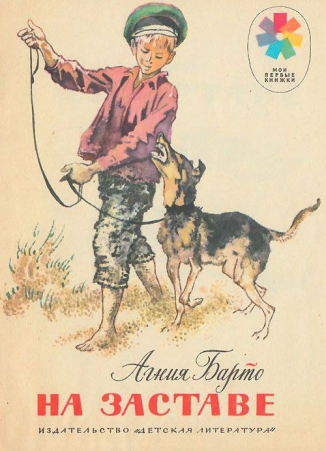 МОИ
ПЕРВЫЕ
КНИЖКИ
Агния Барто
НА ЗАСТАВЕ
ИЗДАТЕЛЬСТВО «ДЕТСКАЯ ЛИТЕРАТУРА»